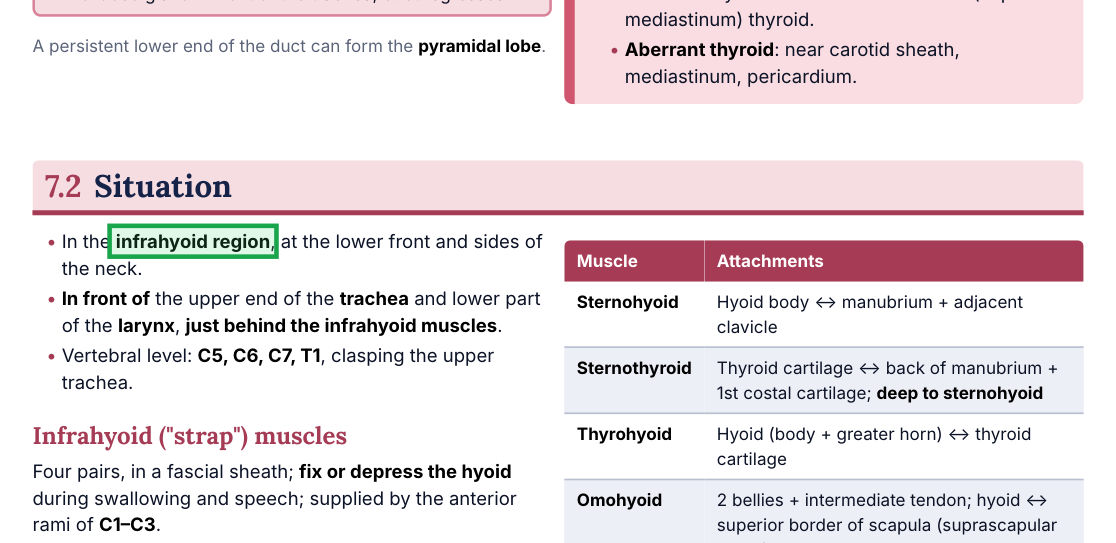 A persistent lower end of the duct can form the pyramidal lobe.
mediastinum) thyroid.
• Aberrant thyroid: near carotid sheath,
mediastinum, pericardium.
7.2 Situation
• In the infrahyoid region, at the lower front and sides of
the neck.
• In front of the upper end of the trachea and lower part
of the larynx, just behind the infrahyoid muscles.
• Vertebral level: C5, C6, C7, T1, clasping the upper
trachea.
Infrahyoid ("strap") muscles
Four pairs, in a fascial sheath; fix or depress the hyoid
during swallowing and speech; supplied by the anterior
rami of C1–C3.
Muscle Attachments
Sternohyoid Hyoid body ↔ manubrium + adjacent
clavicle
Sternothyroid Thyroid cartilage ↔ back of manubrium +
1st costal cartilage; deep to sternohyoid
Thyrohyoid Hyoid (body + greater horn) ↔ thyroid
cartilage
Omohyoid 2 bellies + intermediate tendon; hyoid ↔
superior border of scapula (suprascapular